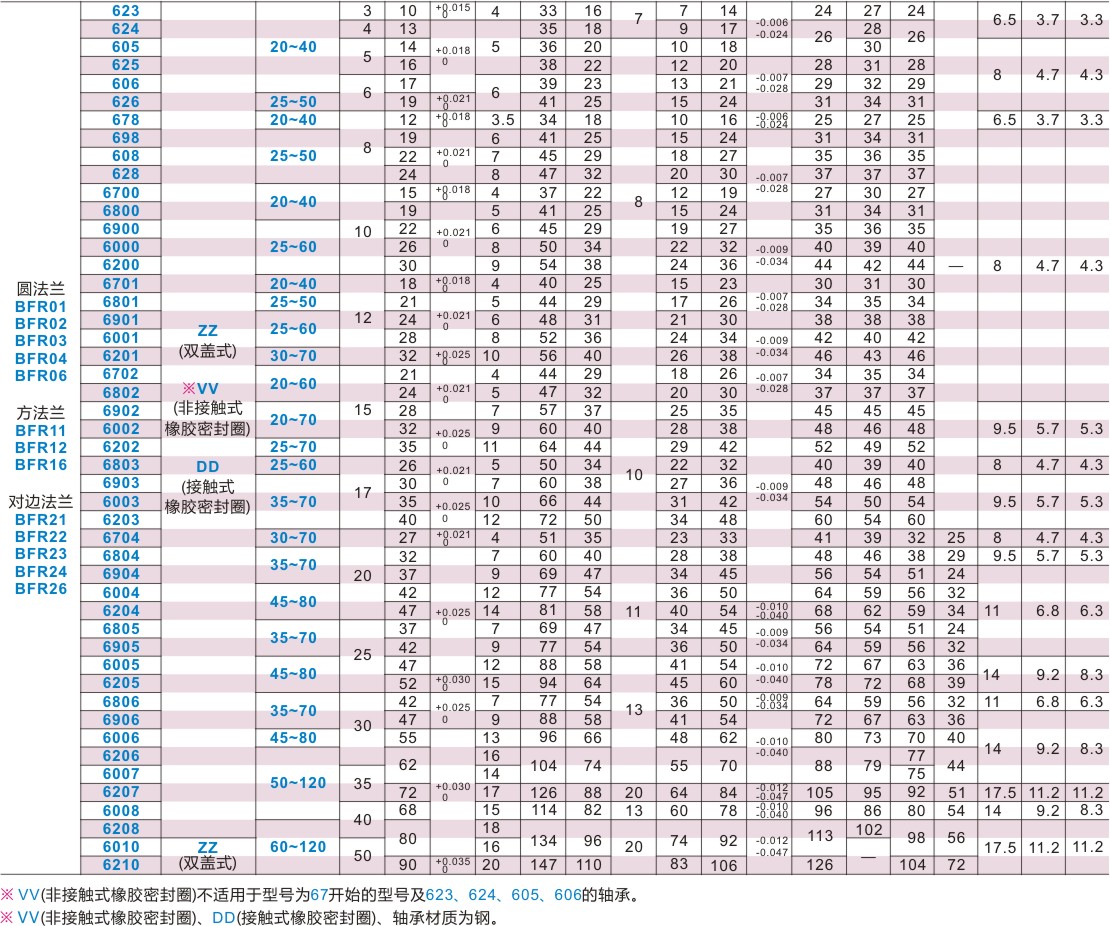 623 3 10 +0.015 0 4 33 16 7 7 14 -0.006 -0.024 24 27 24 6.5 3.7 3.3
624 4 13 +0.018 0 5 35 18 9 17 26 28 26
605 20~40 5 14 36 20 10 18 30
625 16 38 22 12 20 -0.007 -0.028 28 31 28 8 4.7 4.3
606 6 17 6 39 23 13 21 29 32 29
626 25~50 19 +0.021 0 41 25 15 24 31 34 31
678 20~40 8 12 +0.018 0 3.5 34 18 8 10 16 -0.006 -0.024 25 27 25 6.5 3.7 3.3
698 25~50 19 +0.021 0 6 41 25 15 24 -0.007 -0.028 31 34 31
608 22 7 45 29 18 27 35 36 35
628 24 8 47 32 20 30 37 37 37
6700 20~40 10 15 +0.018 0 4 37 22 12 19 27 30 27
6800 19 +0.021 0 5 41 25 15 24 31 34 31
6900 25~60 22 6 45 29 19 27 35 36 35
6000 26 8 50 34 22 32 -0.009 -0.034 40 39 40
6200 30 9 54 38 24 36 44 42 44 — 8 4.7 4.3
圆法兰
BFR01
BFR02
BFR03
BFR04
BFR06
方法兰
BFR11
BFR12
BFR16
对边法兰
BFR21
BFR22
BFR23
BFR24
BFR26
ZZ
(双盖式)
※VV
(非接触式
橡胶密封圈)
DD
(接触式
橡胶密封圈)
6701 20~40 12 18 +0.018 0 4 40 25 15 23 -0.007 -0.028 30 31 30
6801 25~50 21 +0.021 0 5 44 29 17 26 34 35 34
6901 25~60 24 6 48 31 21 30 38 38 38
6001 28 8 52 36 24 34 -0.009 -0.034 42 40 42
6201 30~70 32 +0.025 0 10 56 40 26 38 46 43 46
6702 20~60 15 21 +0.021 0 4 44 29 10 18 26 -0.007 -0.028 34 35 34
6802 24 5 47 32 20 30 37 37 37
6902 20~70 28 7 57 37 25 35 -0.009 -0.034 45 45 45 9.5 5.7 5.3
6002 32 +0.025 0 9 60 40 28 38 48 46 48
6202 25~70 35 11 64 44 29 42 52 49 52
6803 25~60 17 26 +0.021 0 5 50 34 22 32 40 39 40 8 4.7 4.3
6903 35~70 30 7 60 38 27 36 48 46 48 9.5 5.7 5.3
6003 35 +0.025 0 10 66 44 31 42 54 50 54
6203 40 12 72 50 34 48 60 54 60
6704 30~70 20 27 +0.021 0 4 51 35 11 23 33 41 39 32 25 8 4.7 4.3
6804 35~70 32 +0.025 0 7 60 40 28 38 48 46 38 29 9.5 5.7 5.3
6904 37 9 69 47 34 45 56 54 51 24 11 6.8 6.3
6004 45~80 42 12 77 54 36 50 64 59 56 32
6204 47 14 81 58 40 54 -0.010 -0.040 68 62 59 34
6805 35~70 25 37 7 69 47 34 45 -0.009 -0.034 56 54 51 24
6905 42 9 77 54 36 50 64 59 56 32
6005 45~80 47 12 88 58 13 41 54 -0.010 -0.040 72 67 63 36 14 9.2 8.3
6205 52 +0.030 0 15 94 64 45 60 78 72 68 39
6806 35~70 30 42 +0.025 0 7 77 54 36 50 -0.009 -0.034 64 59 56 32 11 6.8 6.3
6906 47 9 88 58 41 54 -0.010 -0.040 72 67 63 36 14 9.2 8.3
6006 45~80 55 +0.030 0 13 96 66 48 62 80 73 70 40
6206 50~120 62 16 104 74 55 70 88 79 77 44
6007 35 14 75
6207 72 17 126 88 20 64 84 -0.012 -0.047 105 95 92 51 17.5 11.2 11.2
6008 40 68 15 114 82 13 60 78 -0.010 -0.040 96 86 80 54 14 9.2 8.3
6208 60~120 80 18 134 96 20 74 92 -0.012 -0.047 113 102 98 56 17.5 11.2 11.2
6010 ZZ 50 16 —
6210 (双盖式) 90 +0.035 0 20 147 110 83 106 126 104 72
※ VV(非接触式橡胶密封圈)不适用于型号为67开始的型号及623、624、605、606的轴承。
※ VV(非接触式橡胶密封圈)、DD(接触式橡胶密封圈)、轴承材质为钢。